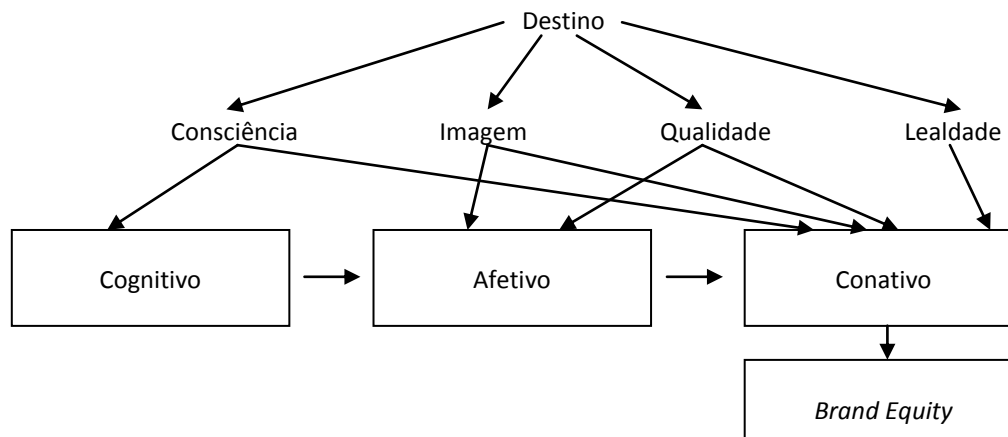 Destino
Consciência Imagem Qualidade Lealdade
Cognitivo Afetivo Conativo
Brand Equity